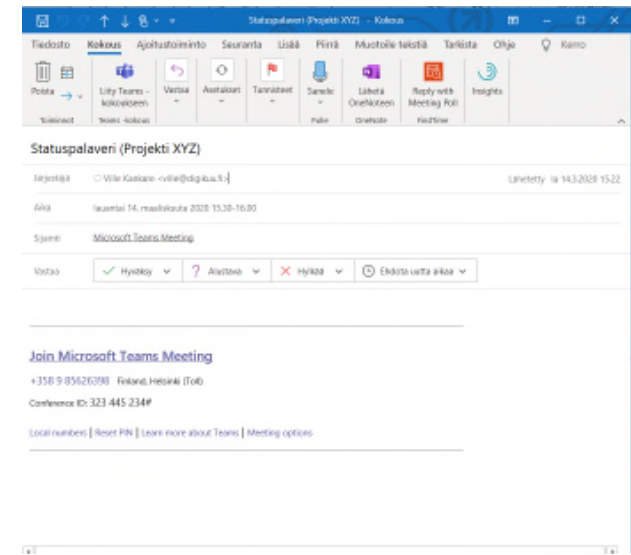 Statuspalaveri (Projekti XYZ) - Kokous
Tiedosto Kokous Ajoitustoiminto Seuranta Lisää Piirrä Muotoile tekstiä Tarkista Ohje Kerro
Poista Liity Teams - kokoukseen Vastaa Asetukset Tunnisteet Sanele Lähetä OneNoteen Reply with Meeting Poll Insights
Toiminnot Teams -kokous Puhe OneNote FindTime
Statuspalaveri (Projekti XYZ)
Järjestäjä Ville Kankare <ville@digikua.fi> Lähetetty la 14.3.2020 15.22
Aika lauantai 14. maaliskuuta 2020 15.30-16.00
Sijainti Microsoft Teams Meeting
Vastaa Hyväksy Alustava Hylkää Ehdota uutta aikaa
Join Microsoft Teams Meeting
+358 9 85626398 Finland, Helsinki (Toll)
Conference ID: 323 445 234#
Local numbers | Reset PIN | Learn more about Teams | Meeting options